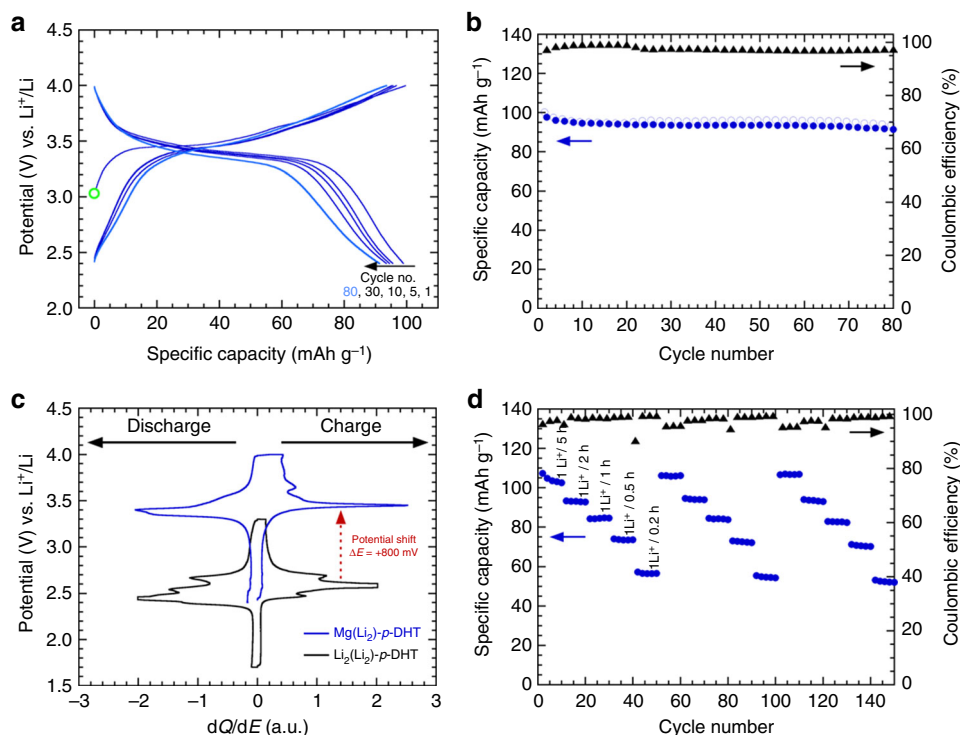 a
4.5
4.0
3.5
3.0
2.5
2.0
Potential (V) vs. Li⁺/Li
0 20 40 60 80 100
Specific capacity (mAh g⁻¹)
Cycle no.
80, 30, 10, 5, 1
b
140
120
100
80
60
40
20
0
Specific capacity (mAh g⁻¹)
100
80
60
40
20
0
Coulombic efficiency (%)
0 10 20 30 40 50 60 70 80
Cycle number
c
4.5
4.0
3.5
3.0
2.5
2.0
1.5
Potential (V) vs. Li⁺/Li
Discharge
Charge
Potential shift
ΔE = +800 mV
Mg(Li₂)-p-DHT
Li₂(Li₂)-p-DHT
−3 −2 −1 0 1 2 3
dQ/dE (a.u.)
d
140
120
100
80
60
40
20
0
Specific capacity (mAh g⁻¹)
1 Li⁺/ 5 h
1Li⁺ / 2 h
1Li⁺ / 1 h
1Li⁺ / 0.5 h
1Li⁺ / 0.2 h
100
80
60
40
20
0
Coulombic efficiency (%)
0 20 40 60 80 100 120 140
Cycle number